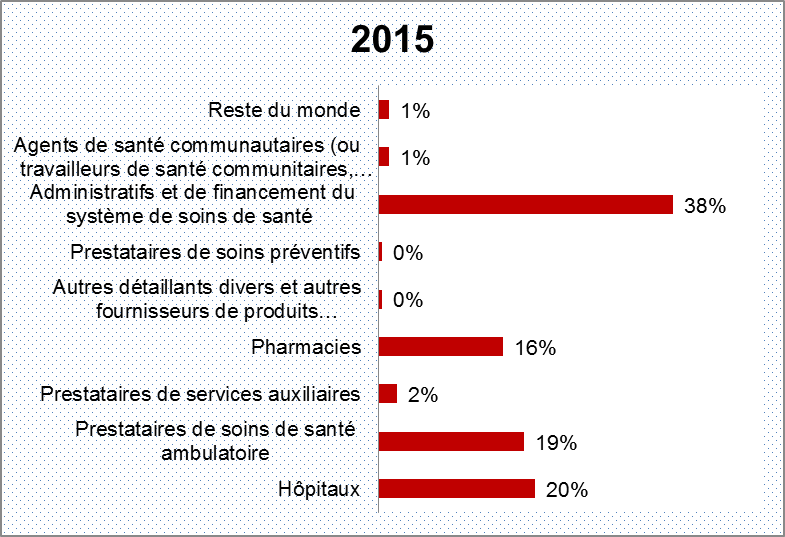 2015
Reste du monde
1%
Agents de santé communautaires (ou
travailleurs de santé communitaires,…
1%
Administratifs et de financement du
système de soins de santé
38%
Prestataires de soins préventifs
0%
Autres détaillants divers et autres
fournisseurs de produits…
0%
Pharmacies
16%
Prestataires de services auxiliaires
2%
Prestataires de soins de santé
ambulatoire
19%
Hôpitaux
20%